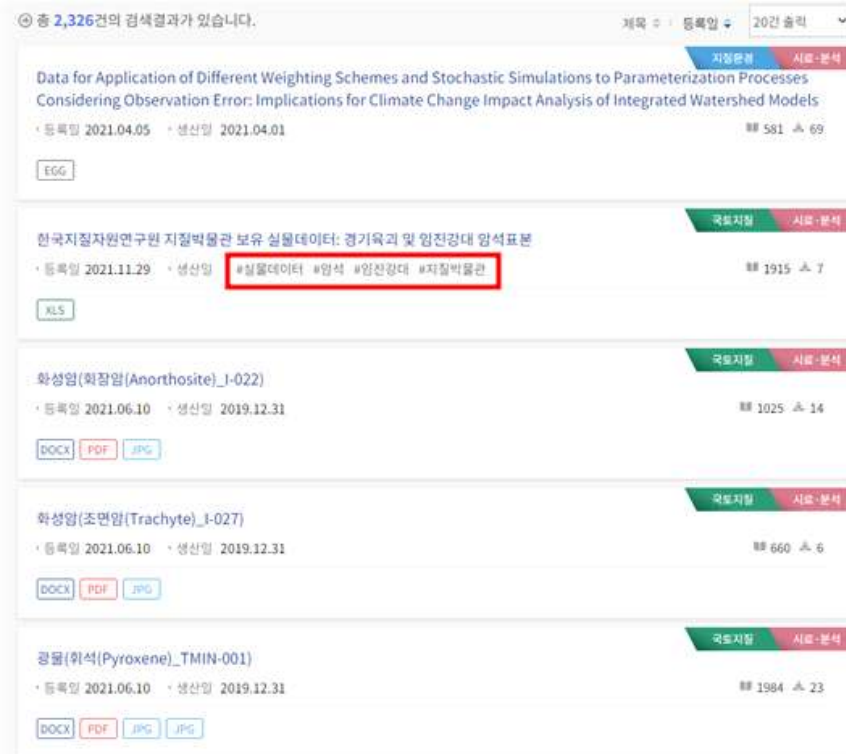 총 2,326건의 검색결과가 있습니다.
제목 등록일 20건 출력
지질환경 시료·분석
Data for Application of Different Weighting Schemes and Stochastic Simulations to Parameterization Processes
Considering Observation Error: Implications for Climate Change Impact Analysis of Integrated Watershed Models
· 등록일 2021.04.05 · 생산일 2021.04.01
581 69
EGG
국토지질 시료·분석
한국지질자원연구원 지질박물관 보유 실물데이터: 경기육괴 및 임진강대 암석표본
· 등록일 2021.11.29 · 생산일 #실물데이터 #암석 #임진강대 #지질박물관
1915 7
XLS
국토지질 시료·분석
화성암(회장암(Anorthosite)_I-022)
· 등록일 2021.06.10 · 생산일 2019.12.31
1025 14
DOCX PDF JPG
국토지질 시료·분석
화성암(조면암(Trachyte)_I-027)
· 등록일 2021.06.10 · 생산일 2019.12.31
660 6
DOCX PDF JPG
국토지질 시료·분석
광물(휘석(Pyroxene)_TMIN-001)
· 등록일 2021.06.10 · 생산일 2019.12.31
1984 23
DOCX PDF JPG JPG